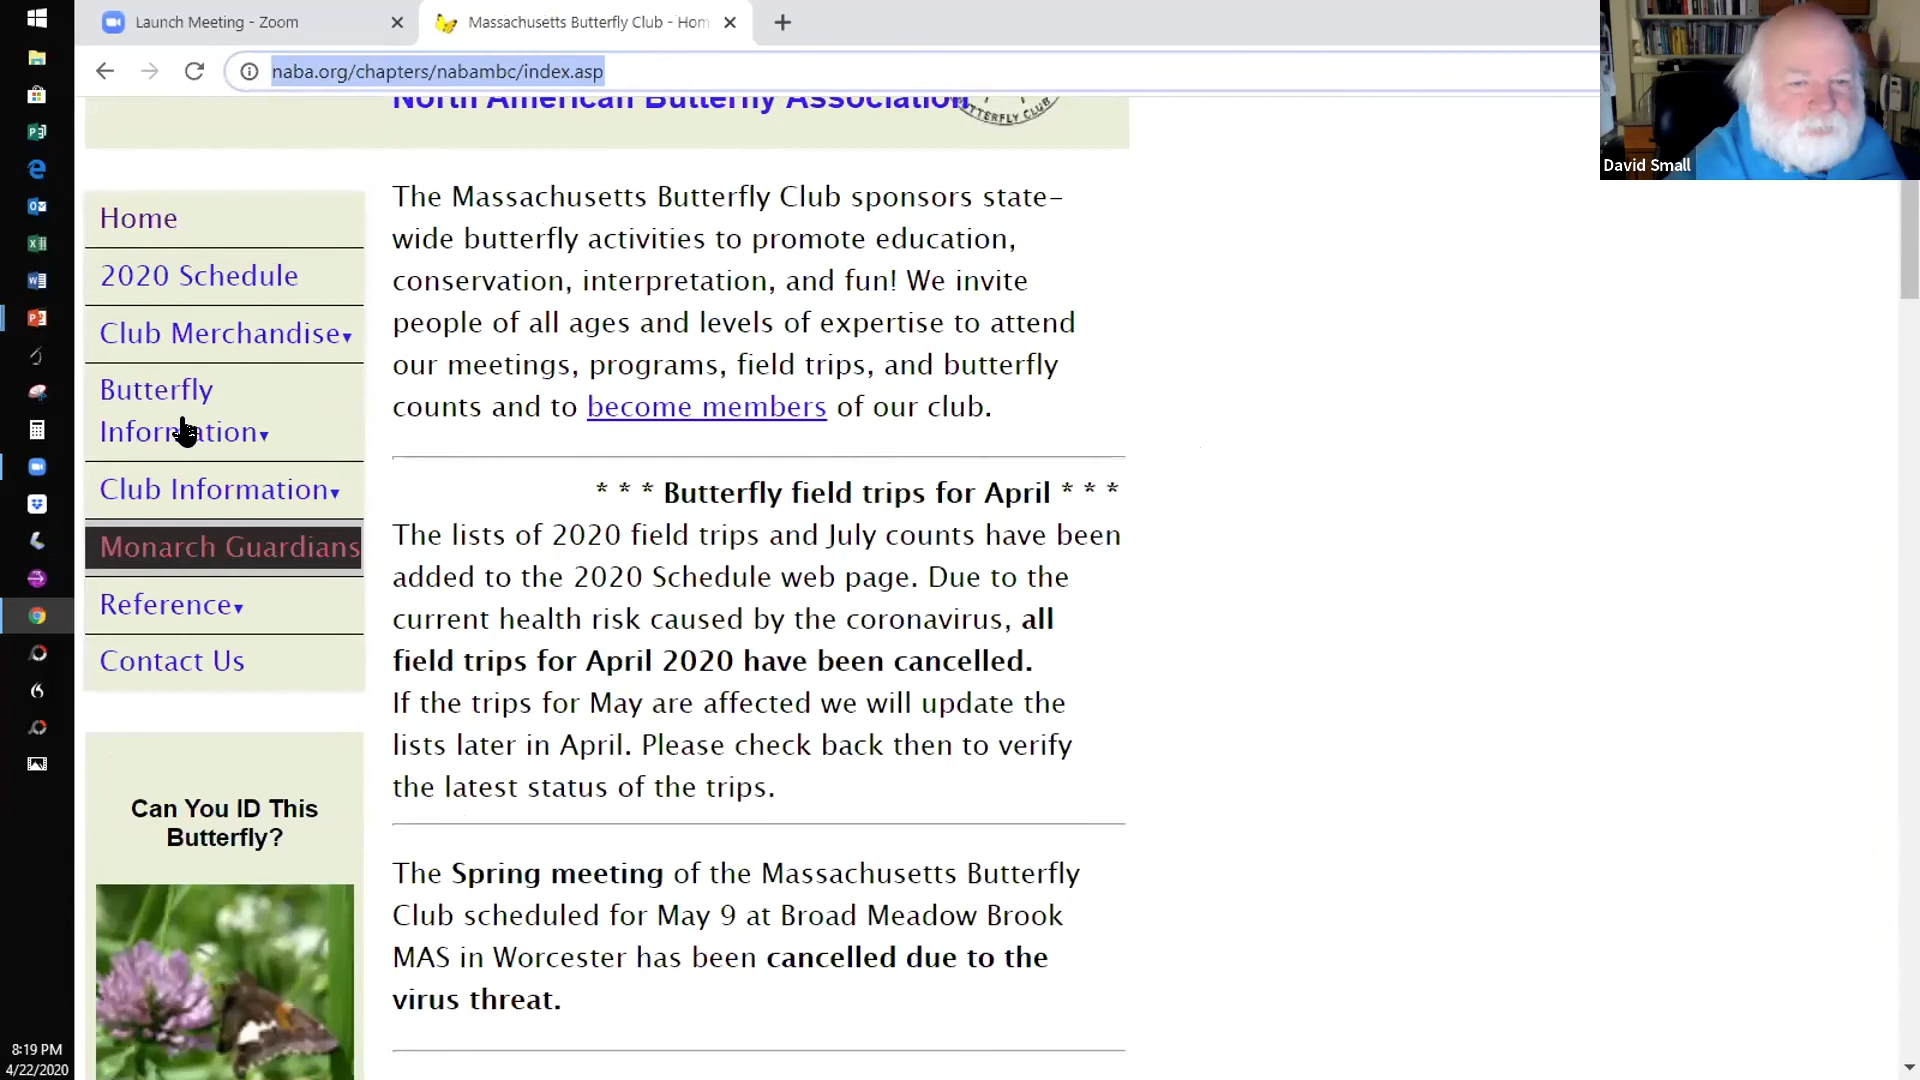 Launch Meeting - Zoom
Massachusetts Butterfly Club - Hom
naba.org/chapters/nabambc/index.asp
David Small
North American Butterfly Association
BUTTERFLY CLUB
Home
2020 Schedule
Club Merchandise▾
Butterfly
Information▾
Club Information▾
Monarch Guardians
Reference▾
Contact Us
Can You ID This
Butterfly?
The Massachusetts Butterfly Club sponsors state-
wide butterfly activities to promote education,
conservation, interpretation, and fun! We invite
people of all ages and levels of expertise to attend
our meetings, programs, field trips, and butterfly
counts and to become members of our club.
* * * Butterfly field trips for April * * *
The lists of 2020 field trips and July counts have been
added to the 2020 Schedule web page. Due to the
current health risk caused by the coronavirus, all
field trips for April 2020 have been cancelled.
If the trips for May are affected we will update the
lists later in April. Please check back then to verify
the latest status of the trips.
The Spring meeting of the Massachusetts Butterfly
Club scheduled for May 9 at Broad Meadow Brook
MAS in Worcester has been cancelled due to the
virus threat.
8:19 PM
4/22/2020